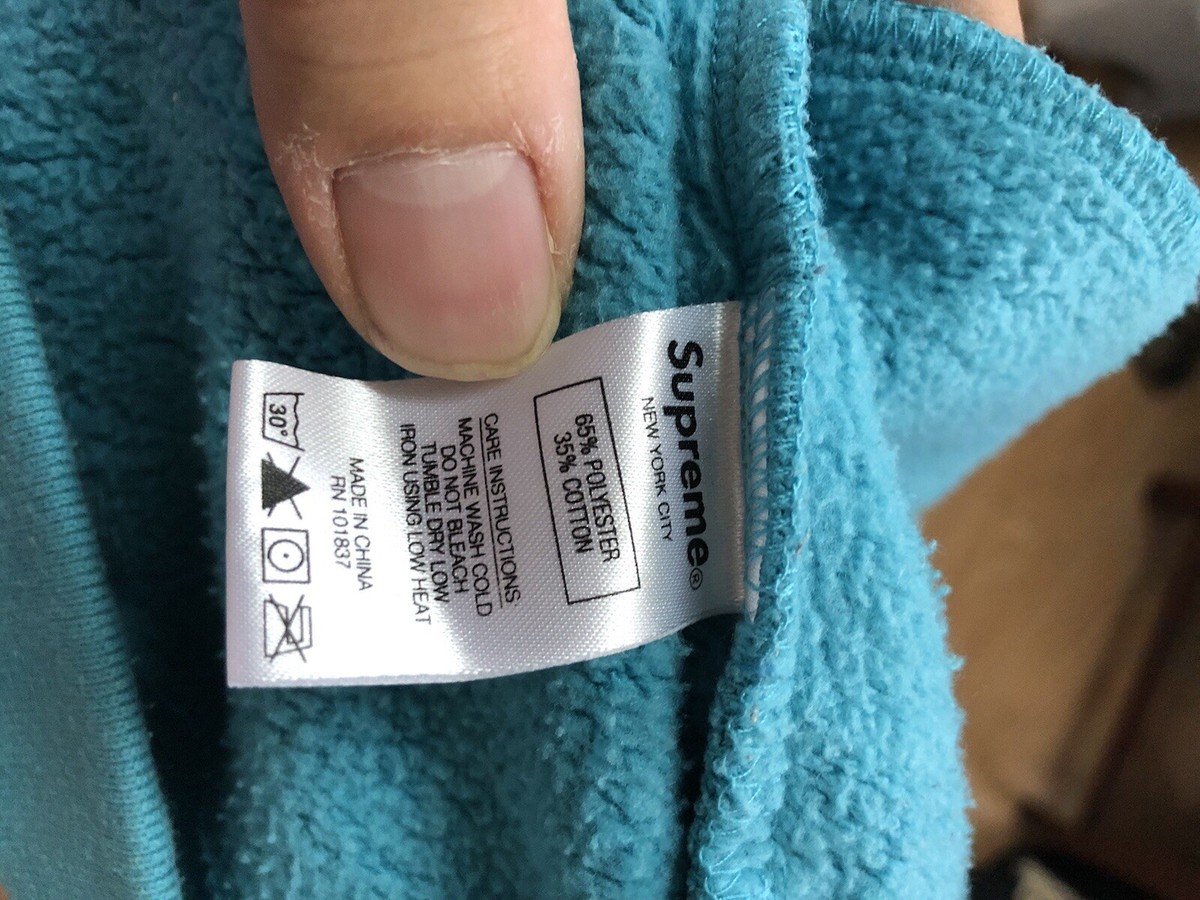 Supreme®
NEW YORK CITY
65% POLYESTER
35% COTTON
CARE INSTRUCTIONS
MACHINE WASH COLD
DO NOT BLEACH
TUMBLE DRY LOW
IRON USING LOW HEAT
MADE IN CHINA
RN 101837
30°